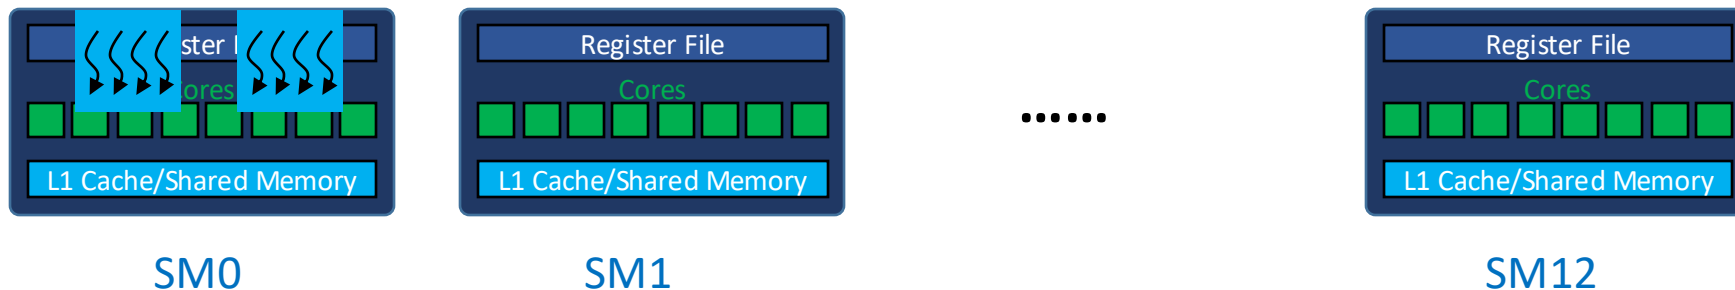 ster
Register File
Register File
ores
Cores
Cores
L1 Cache/Shared Memory
L1 Cache/Shared Memory
L1 Cache/Shared Memory
......
SM0
SM1
SM12